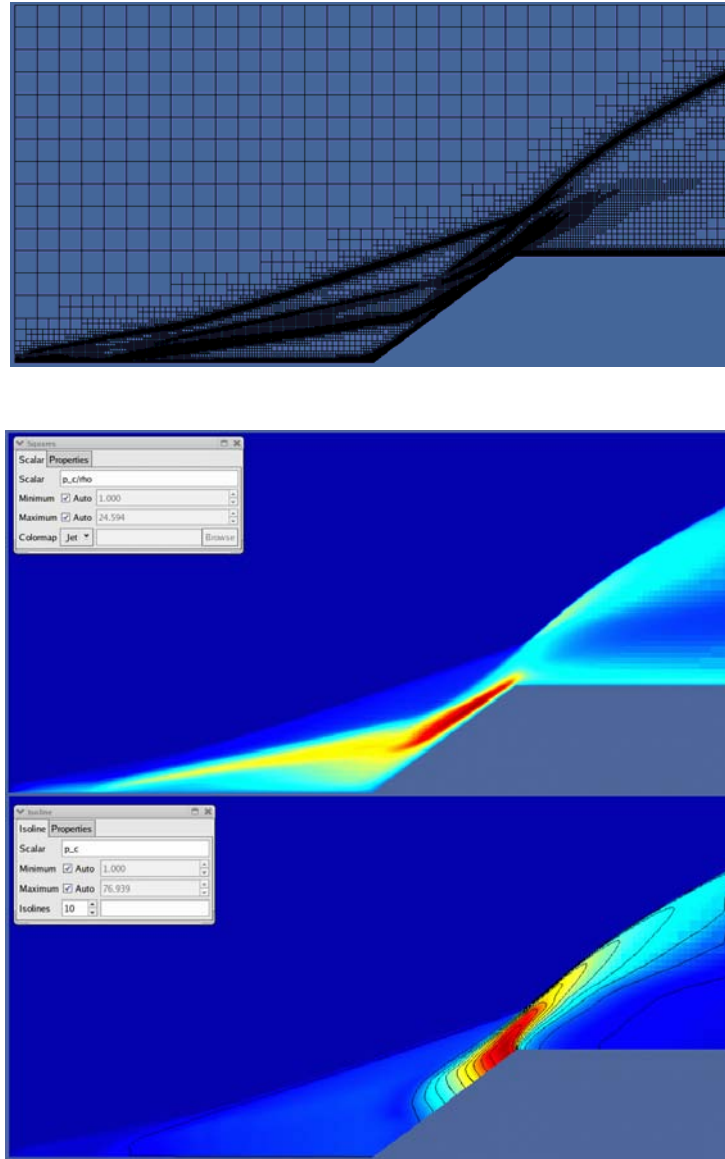 Squares
Scalar Properties
Scalar p_c/rho
Minimum Auto 1.000
Maximum Auto 24.594
Colormap Jet Browse
Isoline
Isoline Properties
Scalar p_c
Minimum Auto 1.000
Maximum Auto 76.939
Isolines 10